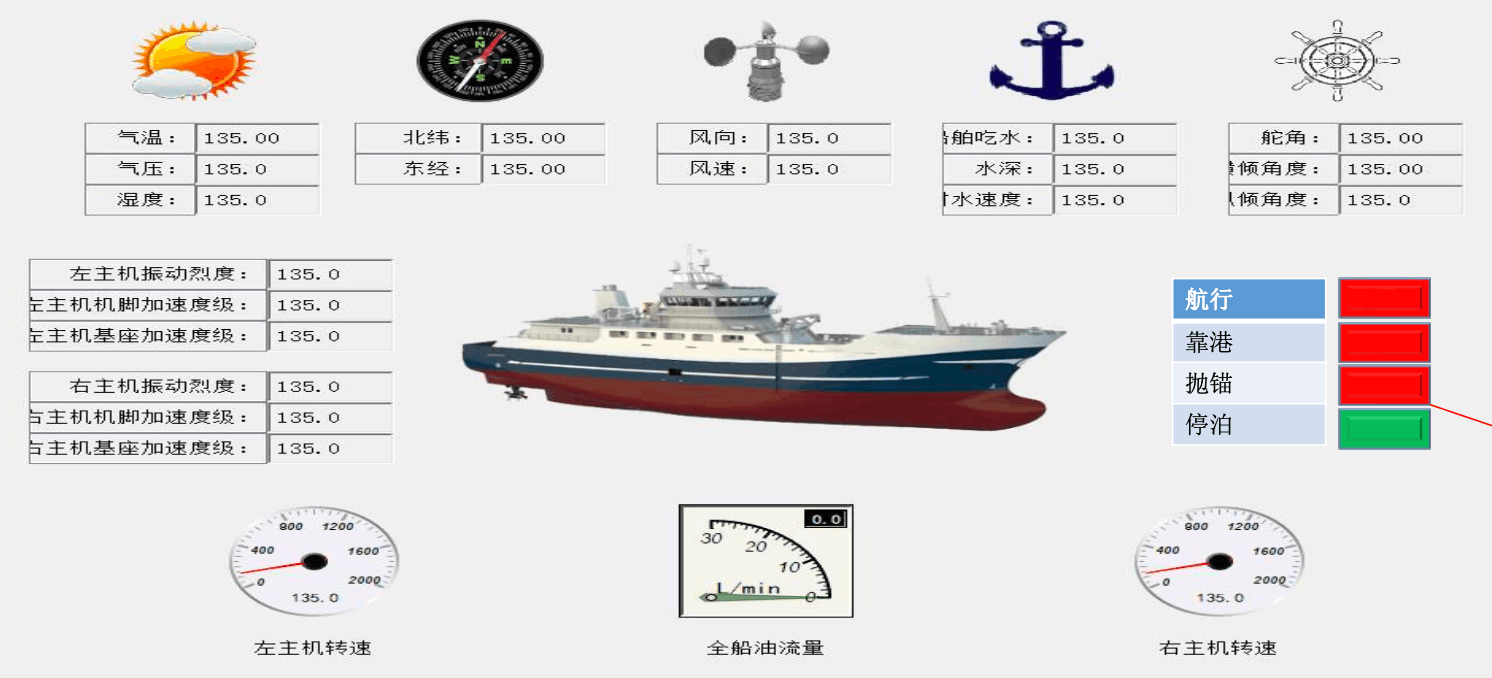 N
E
S
W
气温： 135.00
北纬： 135.00
风向： 135.0
舶吃水： 135.0
舵角： 135.00
气压： 135.0
东经： 135.00
风速： 135.0
水深： 135.0
倾角度： 135.00
湿度： 135.0
水速度： 135.0
倾角度： 135.0
左主机振动烈度： 135.0
左主机机脚加速度级： 135.0
左主机基座加速度级： 135.0
右主机振动烈度： 135.0
右主机机脚加速度级： 135.0
右主机基座加速度级： 135.0
航行
靠港
抛锚
停泊
0 400 800 1200 1600 2000
135.0
左主机转速
0.0
30 20 10 0
L/min
全船油流量
0 400 800 1200 1600 2000
135.0
右主机转速